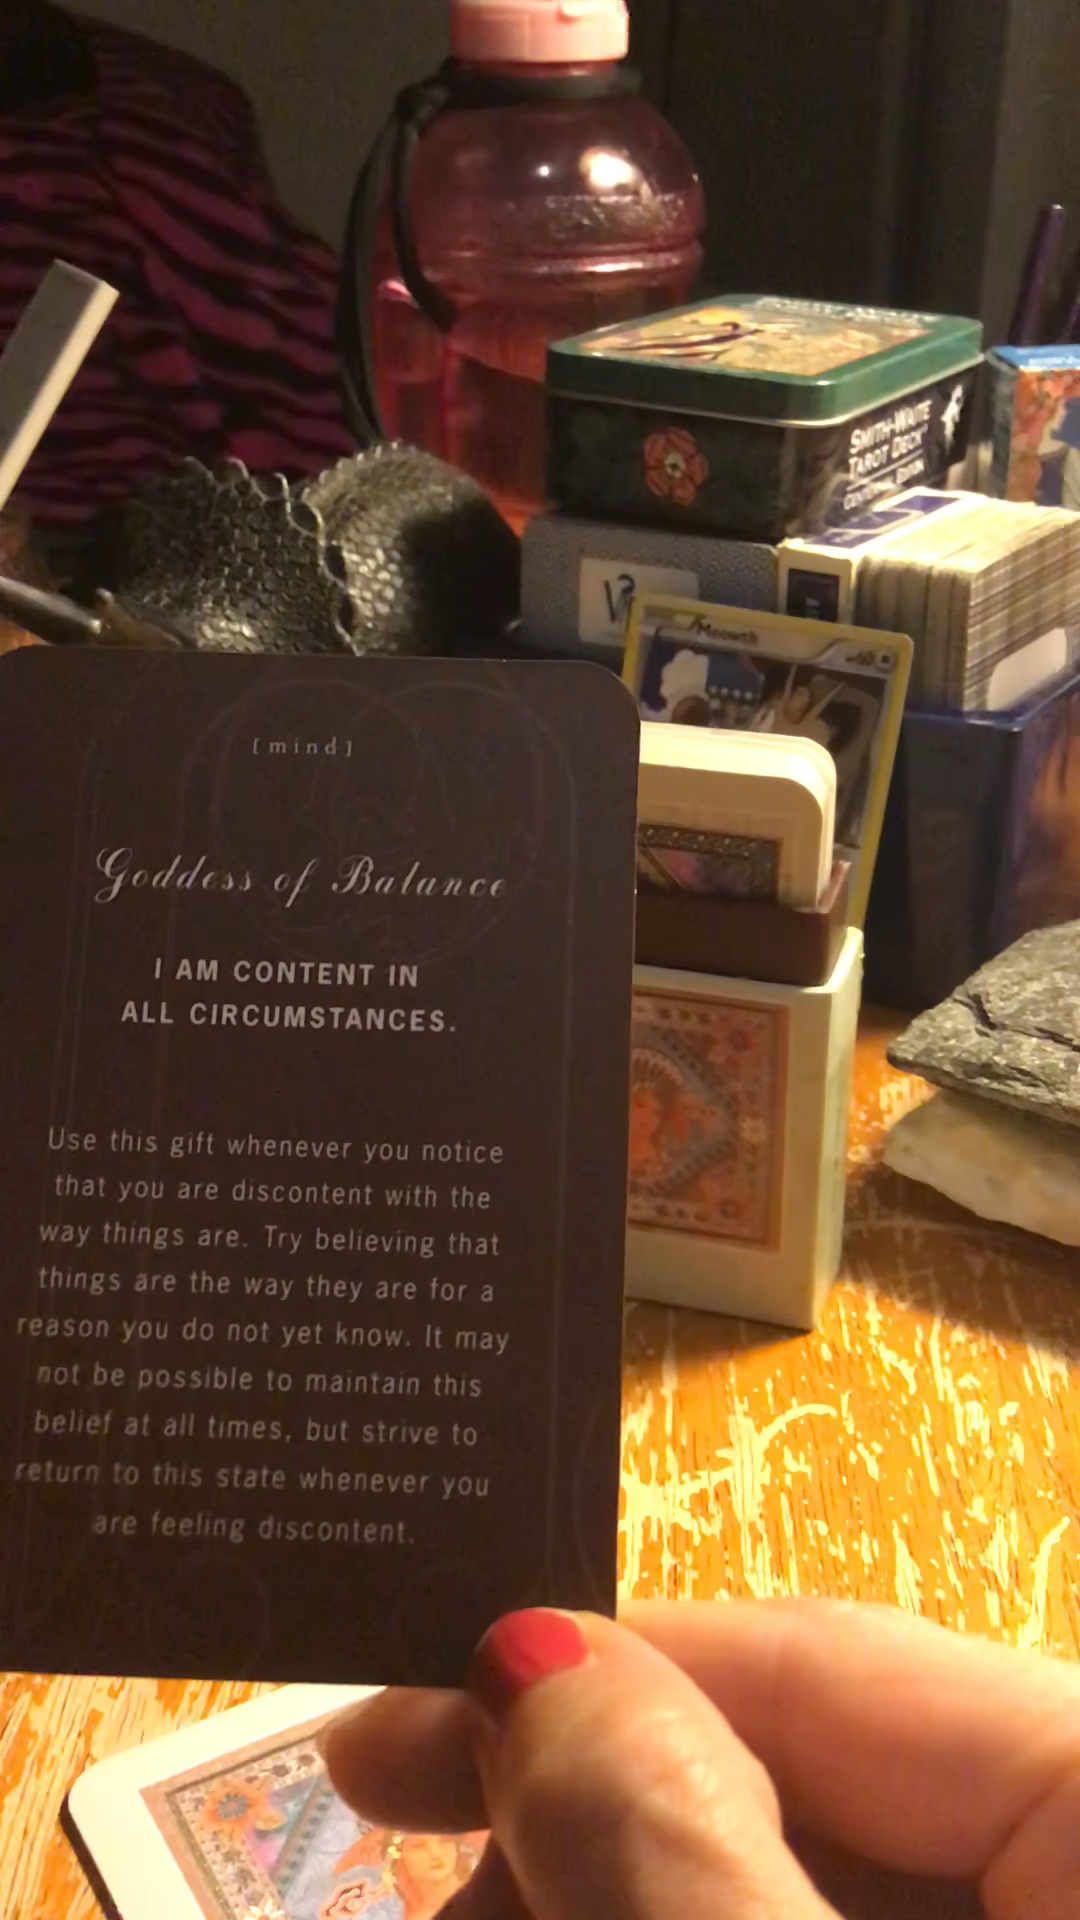 SMITH-WAITE
TAROT DECK
CENTENNIAL EDITION
Meowth
[mind]
Goddess of Balance
I AM CONTENT IN
ALL CIRCUMSTANCES.
Use this gift whenever you notice
that you are discontent with the
way things are. Try believing that
things are the way they are for a
reason you do not yet know. It may
not be possible to maintain this
belief at all times, but strive to
return to this state whenever you
are feeling discontent.